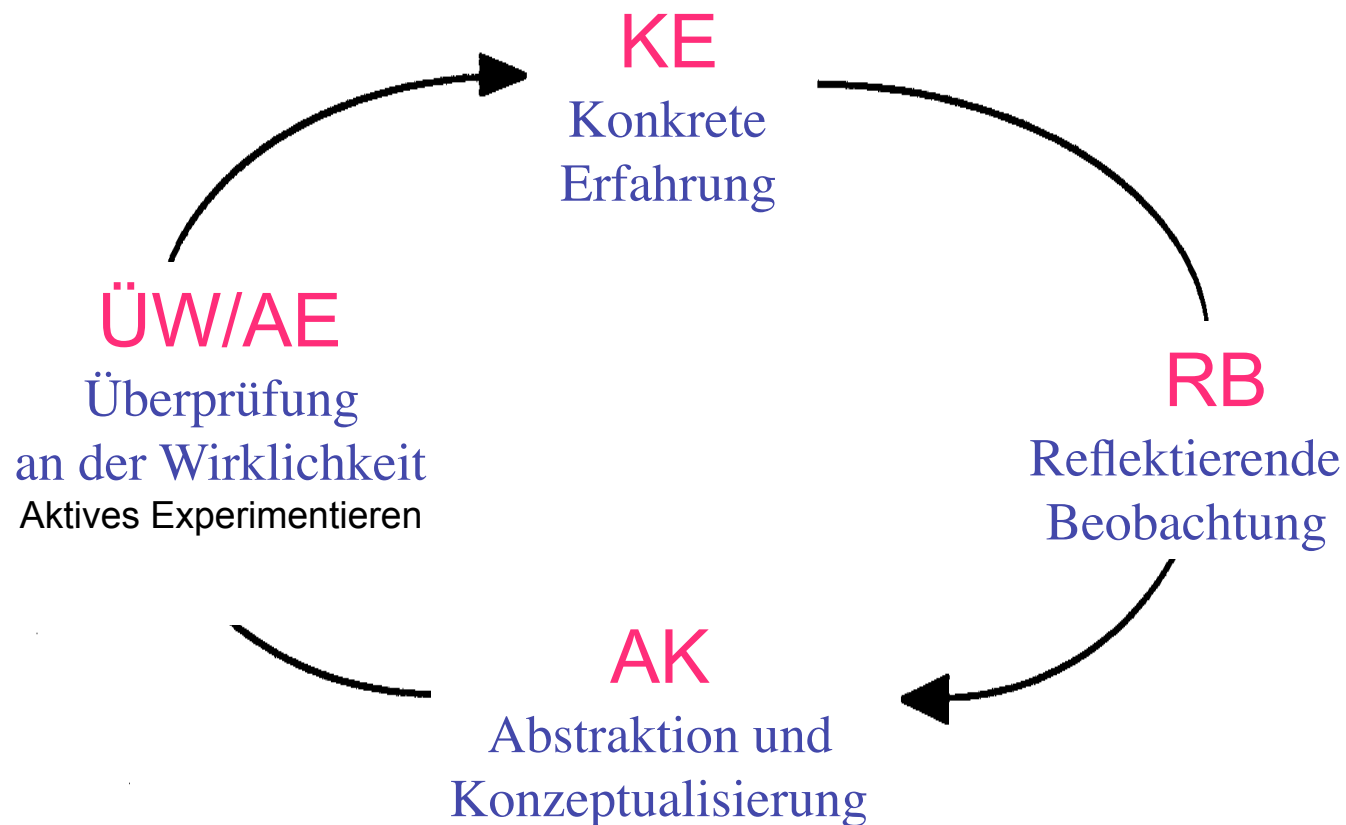 KE
Konkrete
Erfahrung
RB
Reflektierende
Beobachtung
AK
Abstraktion und
Konzeptualisierung
ÜW/AE
Überprüfung
an der Wirklichkeit
Aktives Experimentieren